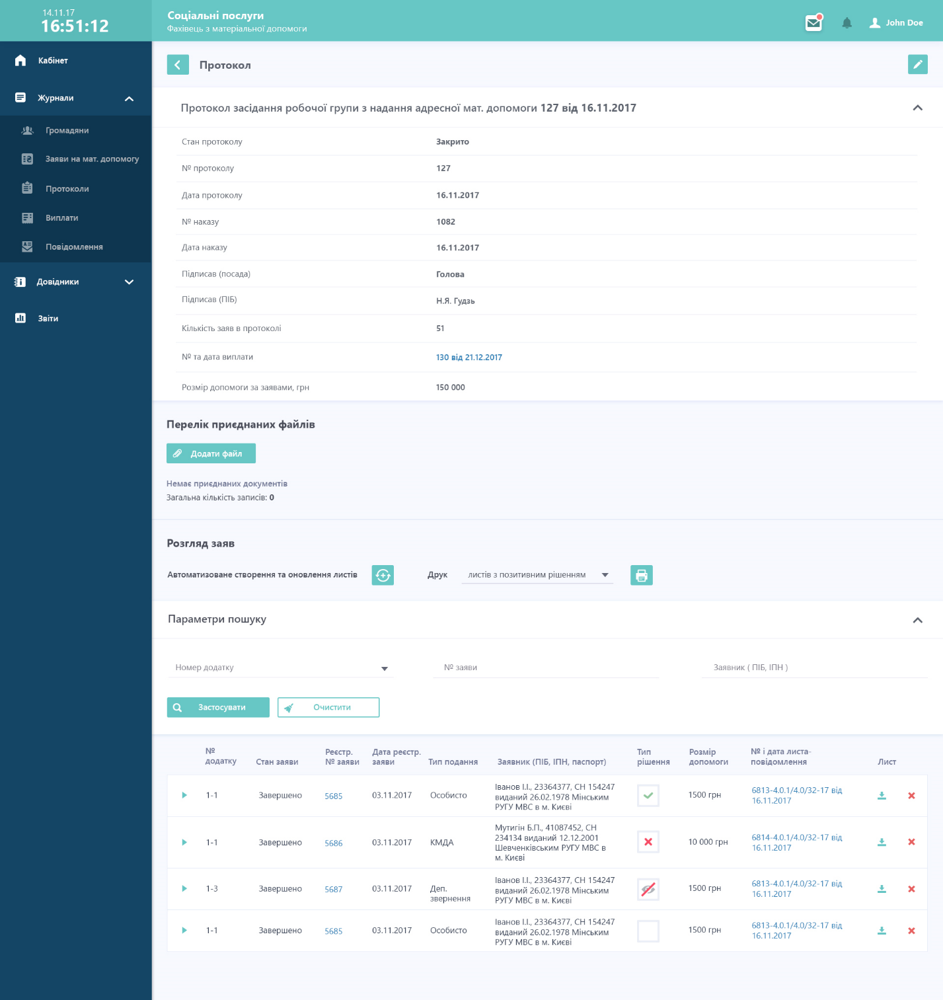 14.11.17
16:51:12
Соціальні послуги
Фахівець з матеріальної допомоги
John Doe
Кабінет
Журнали
Громадяни
Заяви на мат. допомогу
Протоколи
Виплати
Повідомлення
Довідники
Звіти
Протокол
Протокол засідання робочої групи з надання адресної мат. допомоги 127 від 16.11.2017
Стан протоколу Закрито
№ протоколу 127
Дата протоколу 16.11.2017
№ наказу 1082
Дата наказу 16.11.2017
Підписав (посада) Голова
Підписав (ПІБ) Н.Я. Гудзь
Кількість заяв в протоколі 51
№ та дата виплати 130 від 21.12.2017
Розмір допомоги за заявами, грн 150 000
Перелік приєднаних файлів
Додати файл
Немає приєднаних документів
Загальна кількість записів: 0
Розгляд заяв
Автоматизоване створення та оновлення листів Друк листів з позитивним рішенням
Параметри пошуку
Номер додатку № заяви Заявник ( ПІБ, ІПН )
Застосувати Очистити
№
додатку
Стан заяви
Реєстр.
№ заяви
Дата реєстр.
заяви
Тип подання
Заявник (ПІБ, ІПН, паспорт)
Тип
рішення
Розмір
допомоги
№ і дата листа-
повідомлення
Лист
1-1
Завершено
5685
03.11.2017
Особисто
Іванов І.І., 23364377, СН 154247
виданий 26.02.1978 Мінським
РУГУ МВС в м. Києві
1500 грн
6813-4.0.1/4.0/32-17 від
16.11.2017
1-1
Завершено
5686
03.11.2017
КМДА
Мутигін Б.П., 41087452, СН
234134 виданий 12.12.2001
Шевченківським РУГУ МВС в
м. Києві
10 000 грн
6814-4.0.1/4.0/32-17 від
16.11.2017
1-3
Завершено
5687
03.11.2017
Деп.
звернення
Іванов І.І., 23364377, СН 154247
виданий 26.02.1978 Мінським
РУГУ МВС в м. Києві
1500 грн
6813-4.0.1/4.0/32-17 від
16.11.2017
1-1
Завершено
5685
03.11.2017
Особисто
Іванов І.І., 23364377, СН 154247
виданий 26.02.1978 Мінським
РУГУ МВС в м. Києві
1500 грн
6813-4.0.1/4.0/32-17 від
16.11.2017